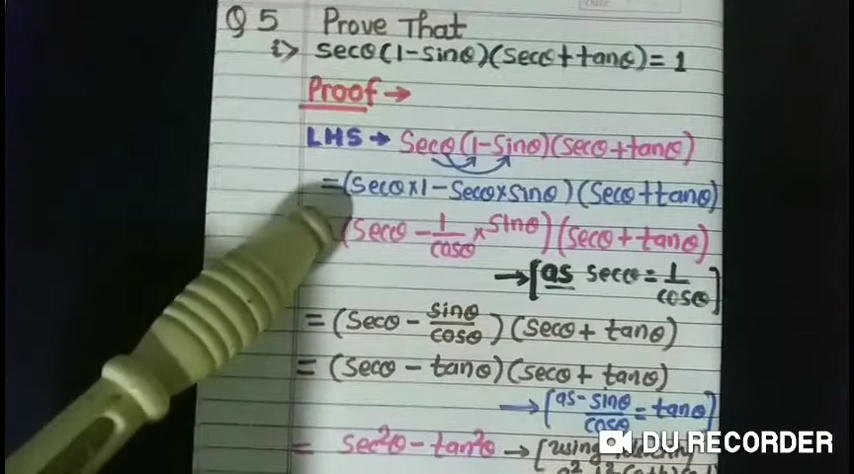 Q 5 Prove That
i> secθ(1-sinθ)(secθ+tanθ)= 1
Proof →
LHS → Secθ(1-Sinθ)(secθ+tanθ)
=(secθ×1-Secθ×sinθ)(Secθ+tanθ)
(secθ - 1/cosθ × sinθ)(secθ + tanθ)
→[as secθ = 1/cosθ]
= (secθ - sinθ/cosθ)(secθ + tanθ)
= (secθ - tanθ)(secθ + tanθ)
→[as - sinθ/cosθ = tanθ]
= sec²θ - tan²θ → [using
DU RECORDER